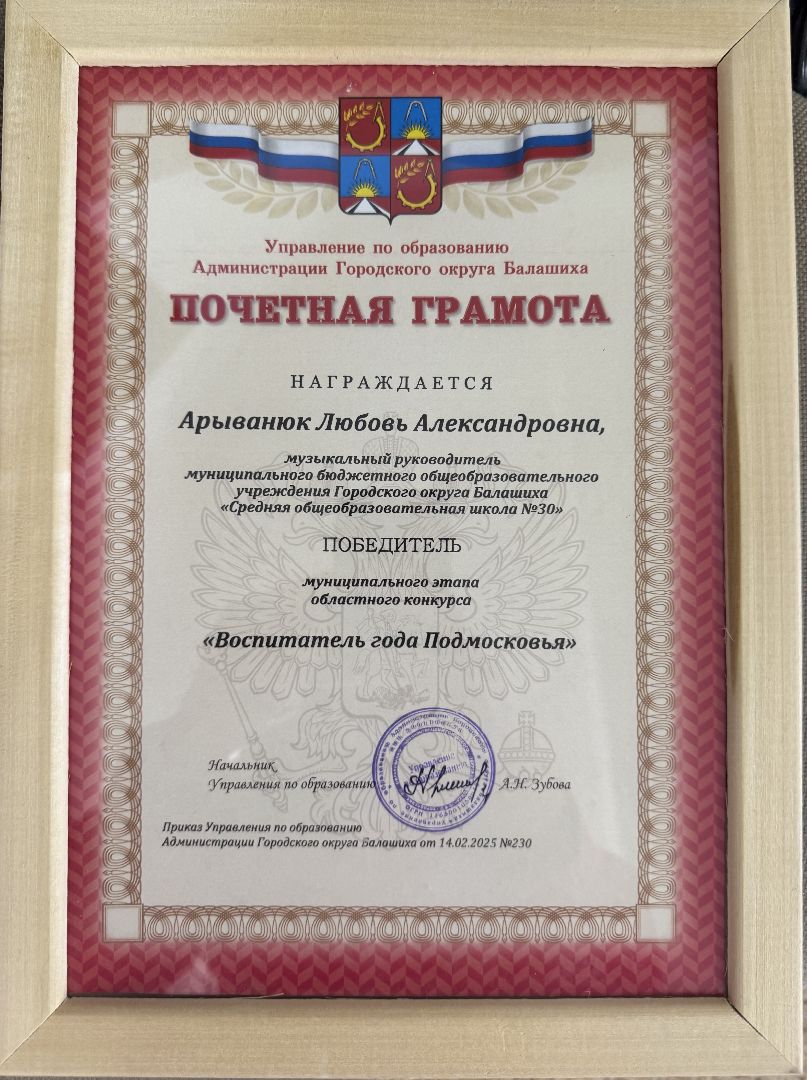 Управление по образованию
Администрации Городского округа Балашиха
ПОЧЕТНАЯ ГРАМОТА
НАГРАЖДАЕТСЯ
Арыванюк Любовь Александровна,
музыкальный руководитель
муниципального бюджетного общеобразовательного
учреждения Городского округа Балашиха
«Средняя общеобразовательная школа №30»
ПОБЕДИТЕЛЬ
муниципального этапа
областного конкурса
«Воспитатель года Подмосковья»
Начальник
Управления по образованию
А.Н. Зубова
Управление
Приказ Управления по образованию
Администрации Городского округа Балашиха от 14.02.2025 №230